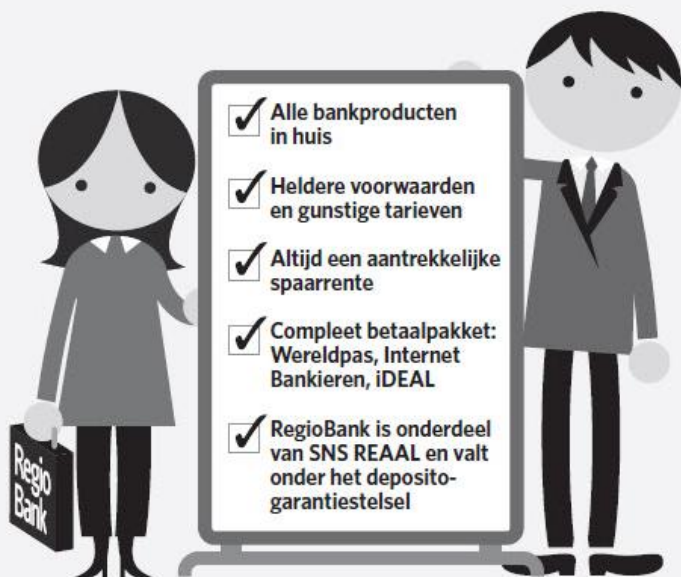 Alle bankproducten
in huis
Heldere voorwaarden
en gunstige tarieven
Altijd een aantrekkelijke
spaarrente
Compleet betaalpakket:
Wereldpas, Internet
Bankieren, iDEAL
RegioBank is onderdeel
van SNS REAAL en valt
onder het deposito-
garantiestelsel
Regio
Bank